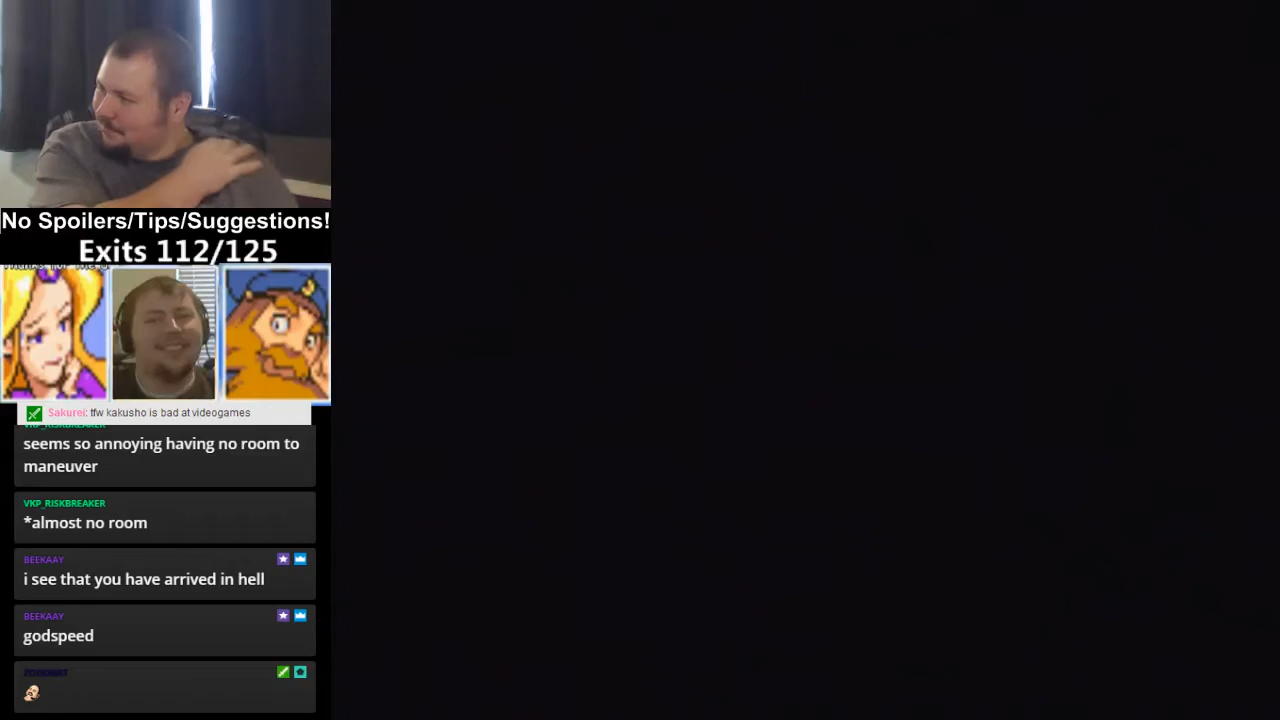 No Spoilers/Tips/Suggestions!
Exits 112/125
Sakurei: tfw kakusho is bad at videogames
VKP_RISKBREAKER
seems so annoying having no room to
maneuver
VKP_RISKBREAKER
*almost no room
BEEKAAY
i see that you have arrived in hell
BEEKAAY
godspeed